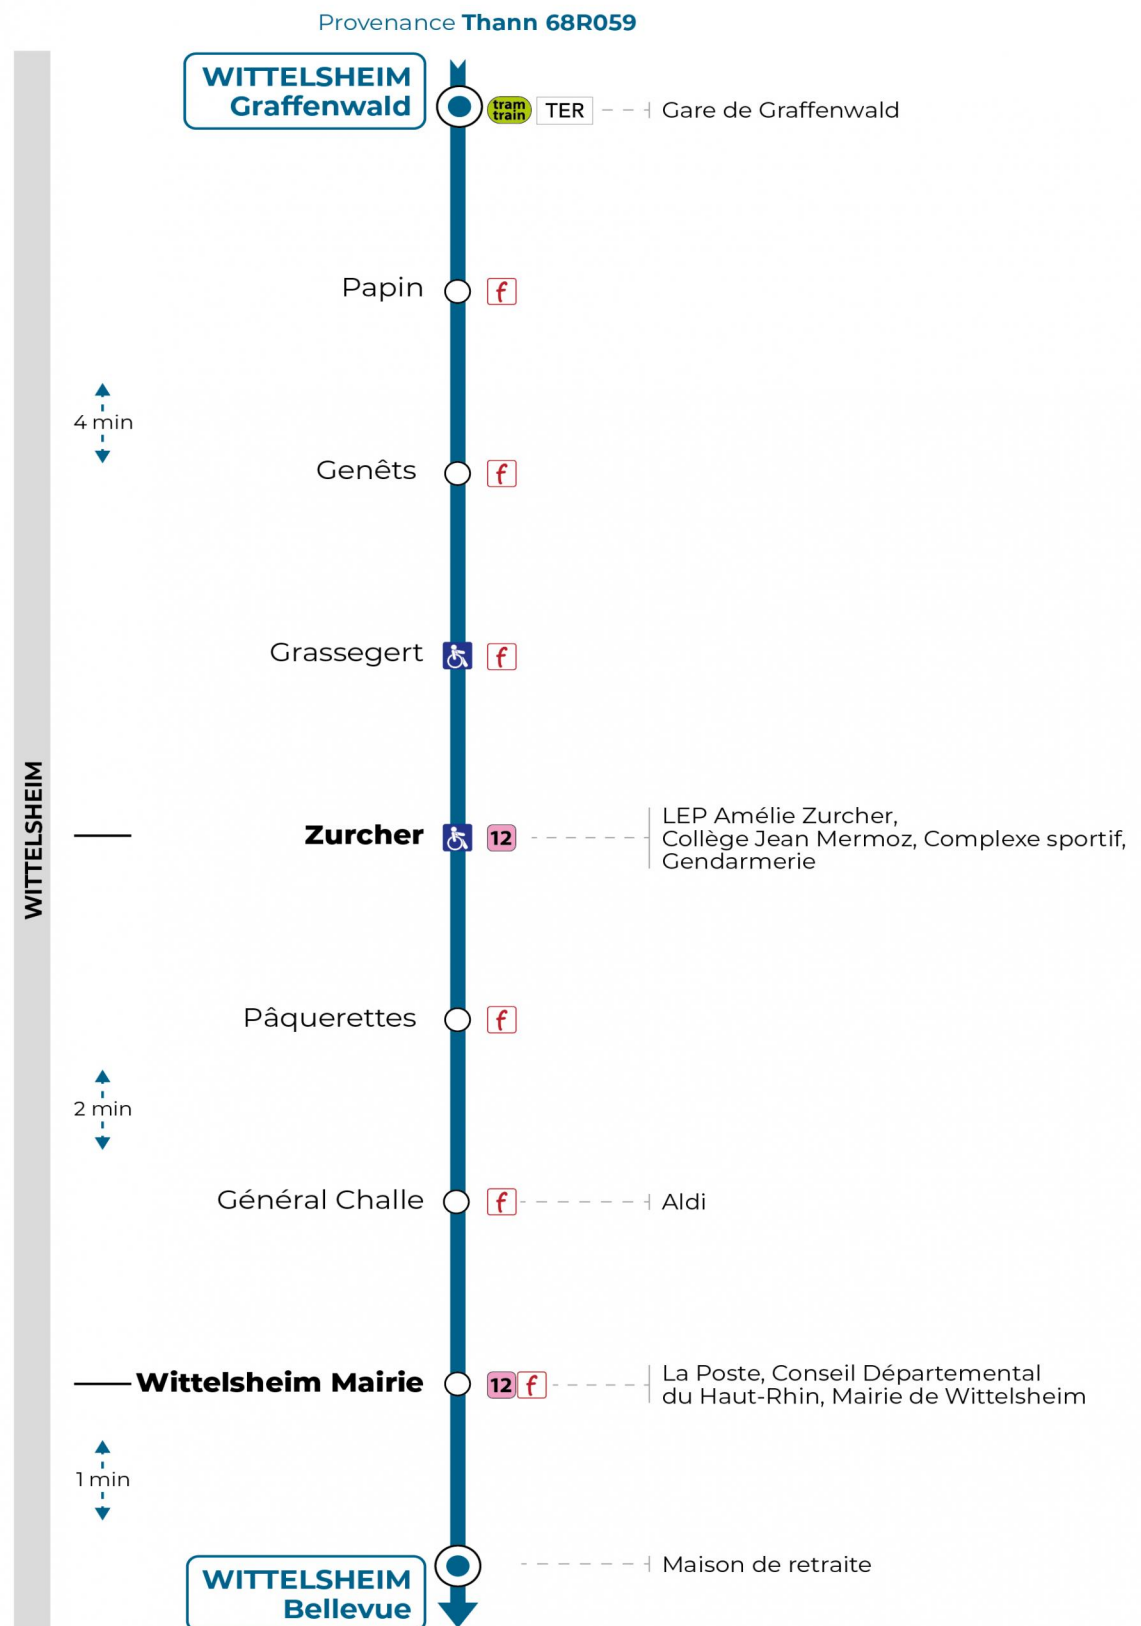 Provenance Thann 68R059
WITTELSHEIM
Graffenwald
tram
train
TER
Gare de Graffenwald
Papin
f
4 min
Genêts
f
Grassegert
f
WITTELSHEIM
Zurcher
12
LEP Amélie Zurcher,
Collège Jean Mermoz, Complexe sportif,
Gendarmerie
Pâquerettes
f
2 min
Général Challe
f
Aldi
Wittelsheim Mairie
12
f
La Poste, Conseil Départemental
du Haut-Rhin, Mairie de Wittelsheim
1 min
Maison de retraite
WITTELSHEIM
Bellevue